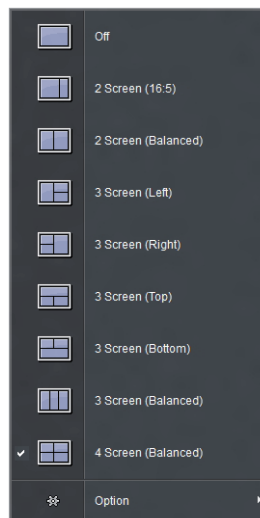 Off
2 Screen (16:5)
2 Screen (Balanced)
3 Screen (Left)
3 Screen (Right)
3 Screen (Top)
3 Screen (Bottom)
3 Screen (Balanced)
4 Screen (Balanced)
Option